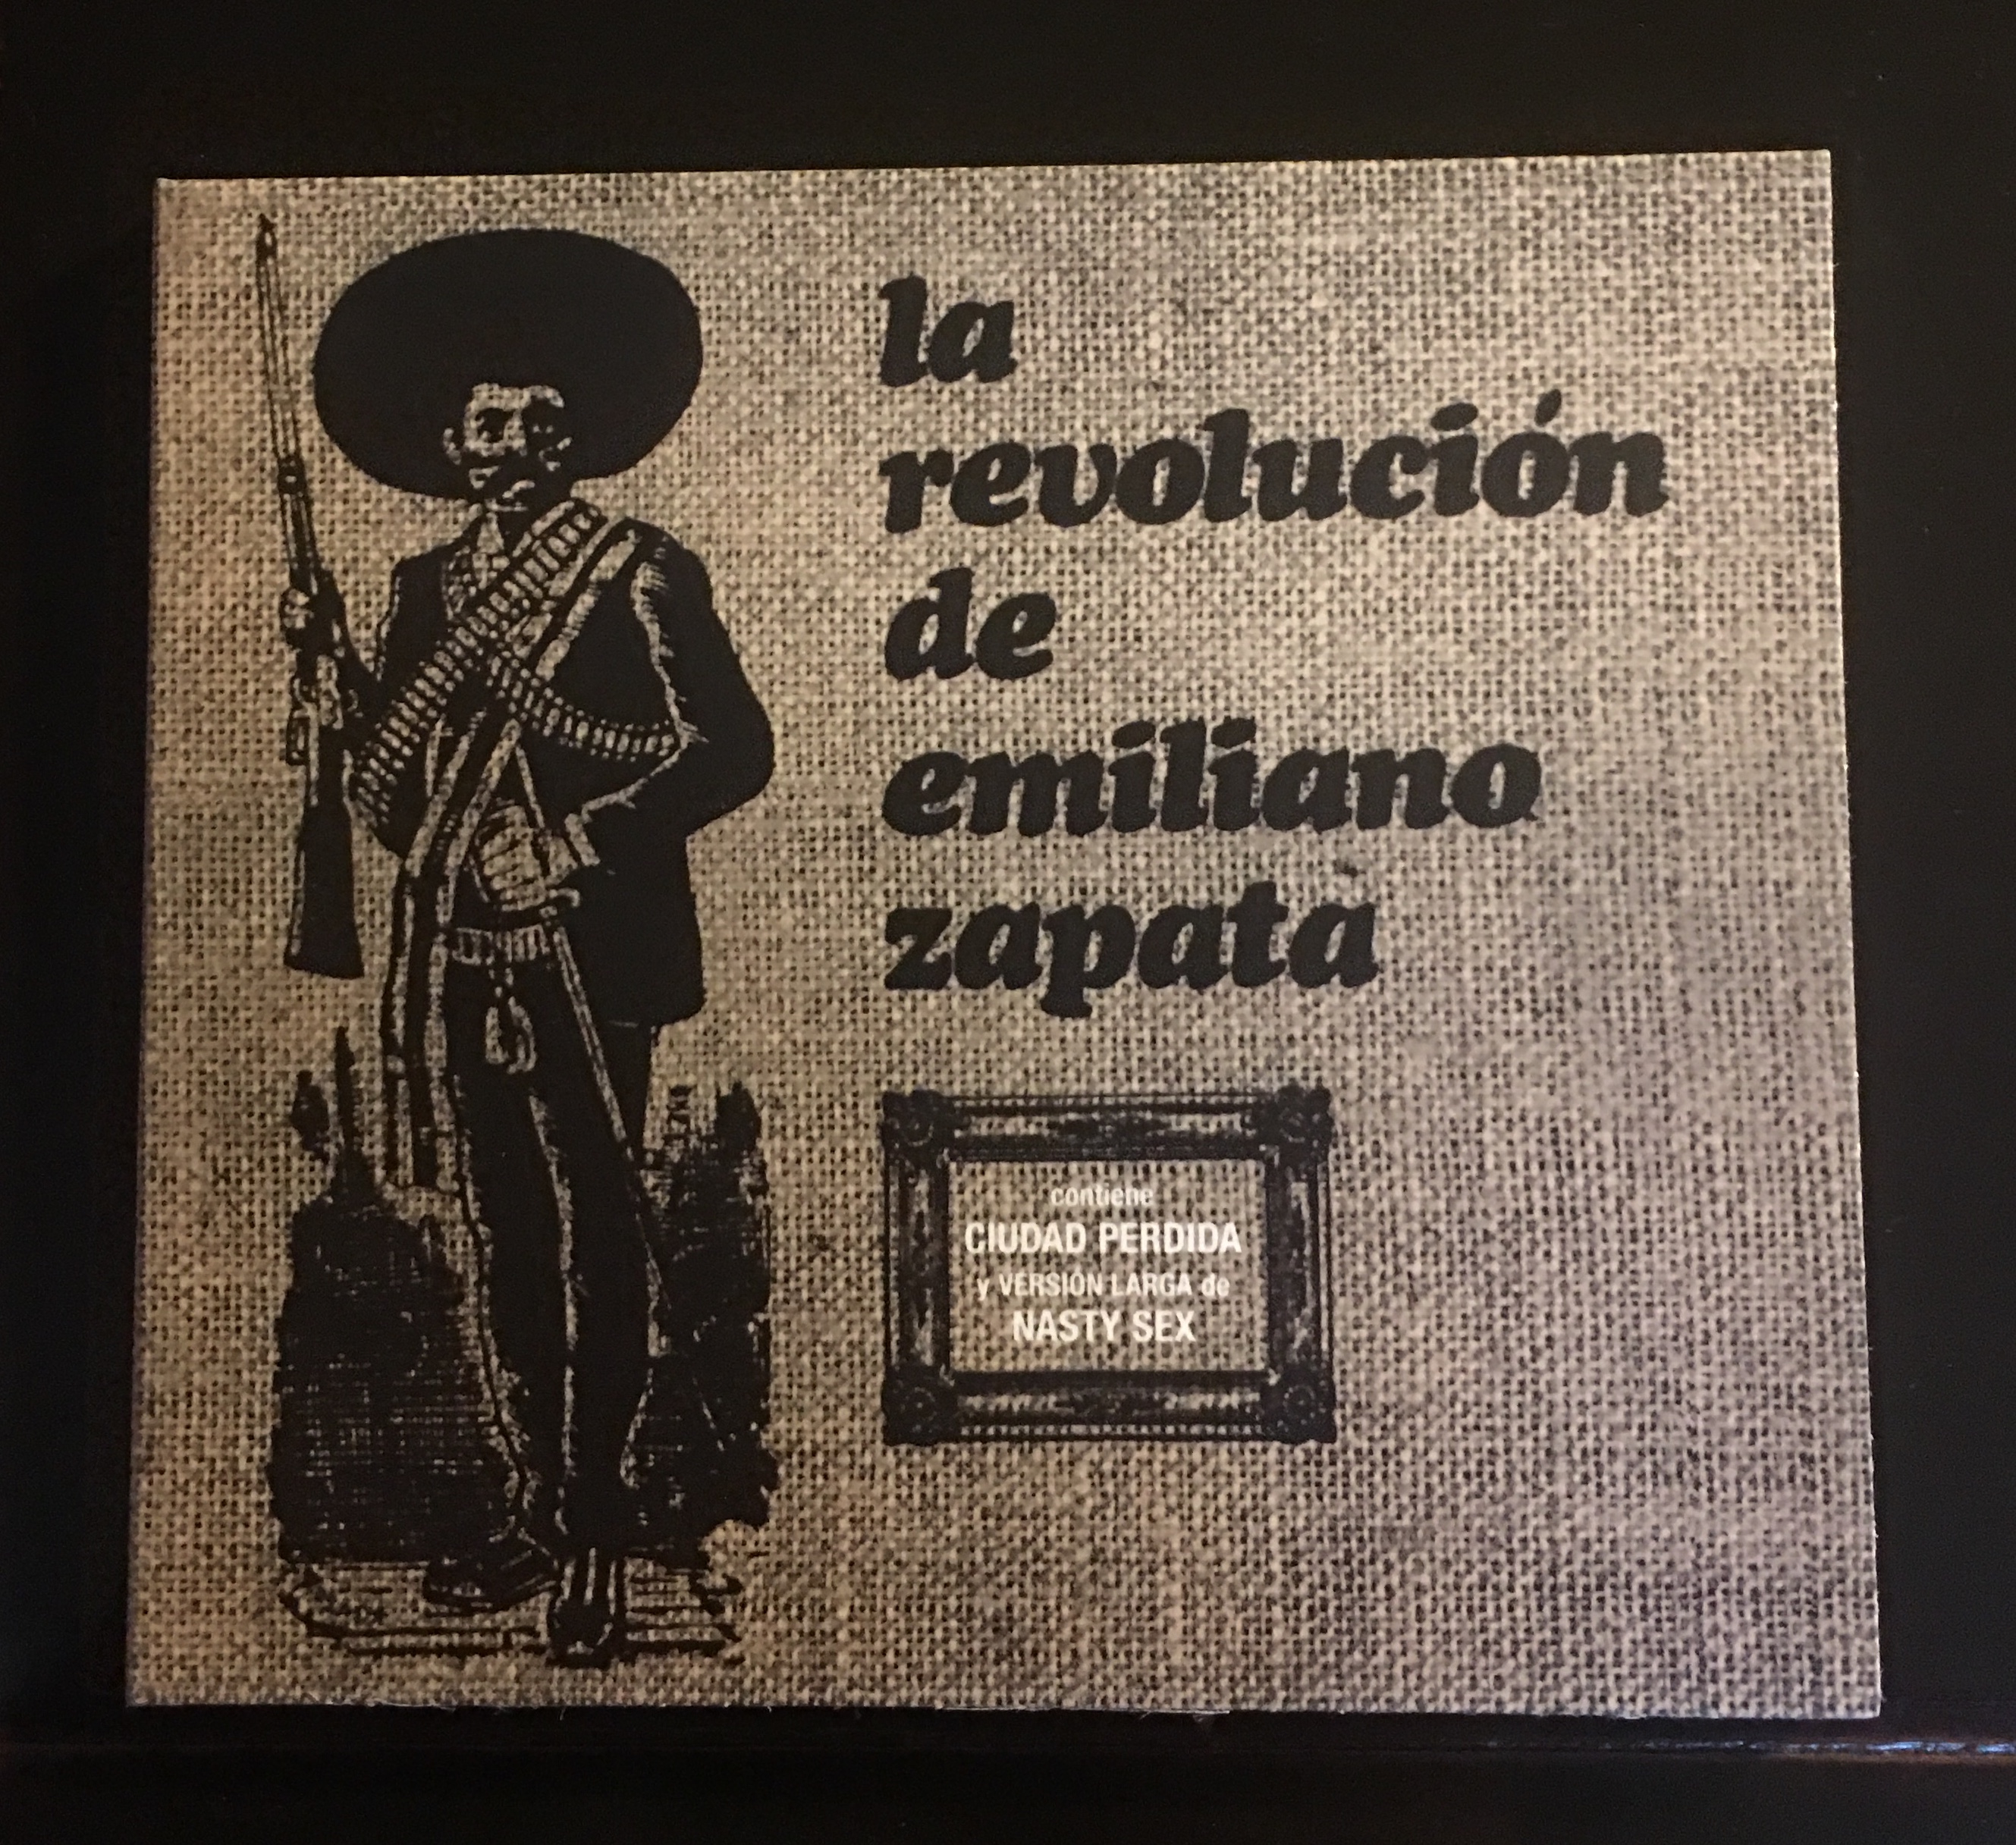 la
revolución
de
emiliano
zapata
contiene
CIUDAD PERDIDA
y VERSIÓN LARGA de
NASTY SEX